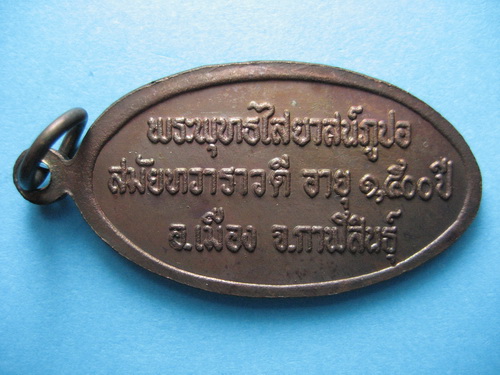 พระพุทธไสยาสน์ภูปอ
สมัยทวาราวดี อายุ ๑,๕๐๐ปี
อ.เมือง จ.กาฬสินธุ์